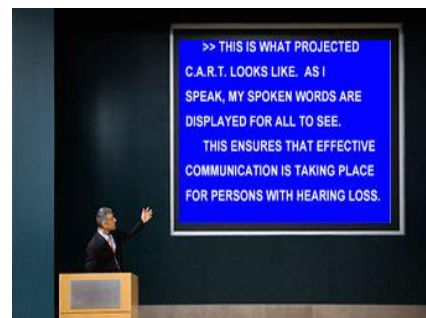 >> THIS IS WHAT PROJECTED
C.A.R.T. LOOKS LIKE.  AS I
SPEAK, MY SPOKEN WORDS ARE
DISPLAYED FOR ALL TO SEE.
THIS ENSURES THAT EFFECTIVE
COMMUNICATION IS TAKING PLACE
FOR PERSONS WITH HEARING LOSS.